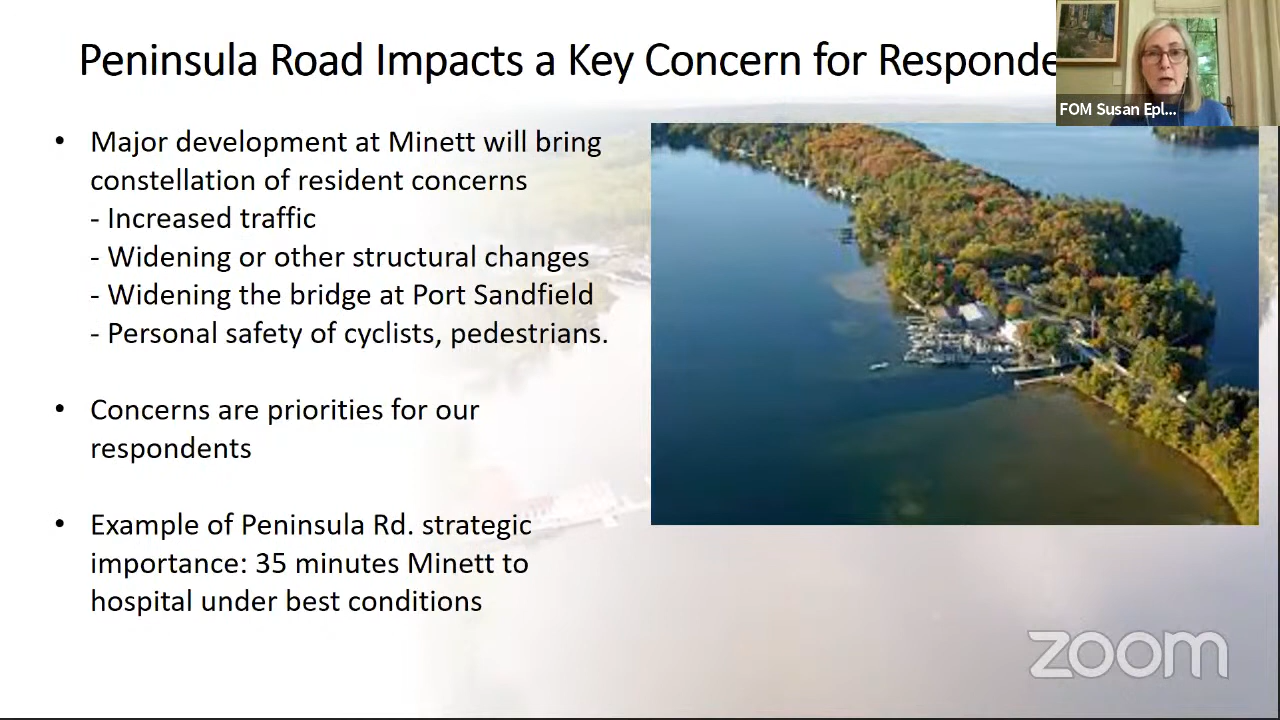 Peninsula Road Impacts a Key Concern for
FOM Susan Epl...
• Major development at Minett will bring
constellation of resident concerns
- Increased traffic
- Widening or other structural changes
- Widening the bridge at Port Sandfield
- Personal safety of cyclists, pedestrians.
• Concerns are priorities for our
respondents
• Example of Peninsula Rd. strategic
importance: 35 minutes Minett to
hospital under best conditions
zoom